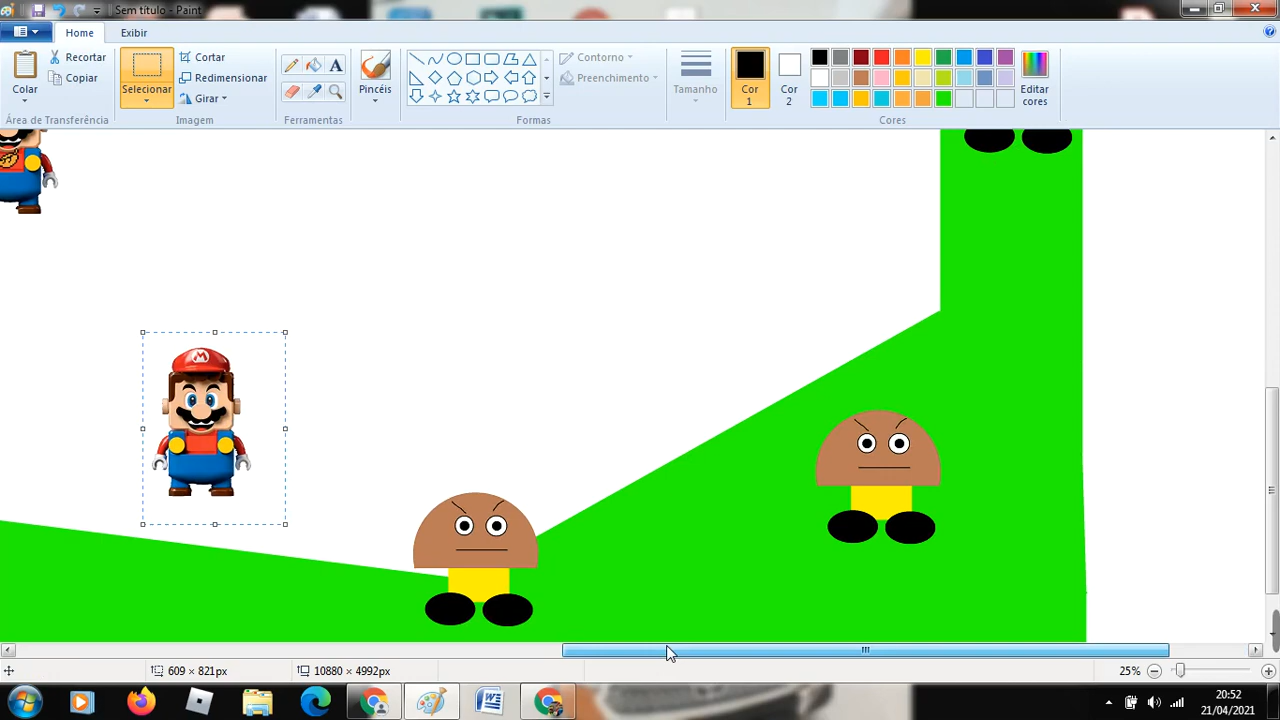 Sem título - Paint
Home
Exibir
Colar
Recortar
Copiar
Área de Transferência
Selecionar
Cortar
Redimensionar
Girar
Imagem
A
Ferramentas
Pincéis
Contorno
Preenchimento
Formas
Tamanho
Cor
1
Cor
2
Editar
cores
Cores
M
609 × 821px
10880 × 4992px
25%
W
20:52
21/04/2021